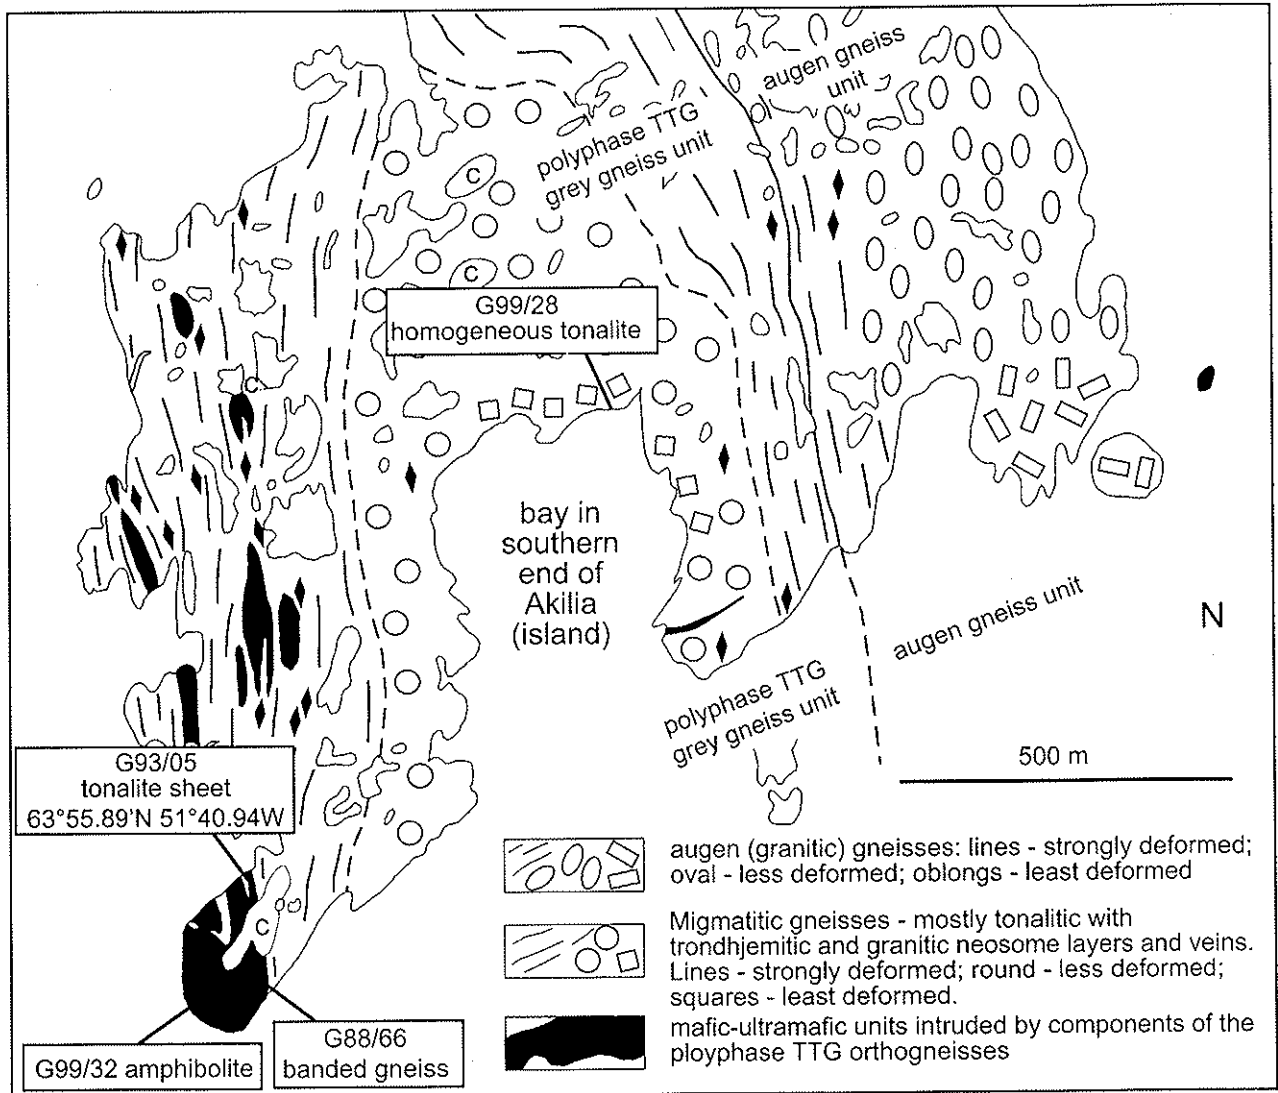 augen gneiss
unit
polyphase TTG
grey gneiss unit
C
C
G99/28
homogeneous tonalite
C
bay in
southern
end of
Akilia
(island)
N
augen gneiss unit
polyphase TTG
grey gneiss unit
500 m
G93/05
tonalite sheet
63°55.89'N 51°40.94W
augen (granitic) gneisses: lines - strongly deformed;
oval - less deformed; oblongs - least deformed
Migmatitic gneisses - mostly tonalitic with
trondhjemitic and granitic neosome layers and veins.
Lines - strongly deformed; round - less deformed;
squares - least deformed.
C
mafic-ultramafic units intruded by components of the
ployphase TTG orthogneisses
G99/32 amphibolite
G88/66
banded gneiss